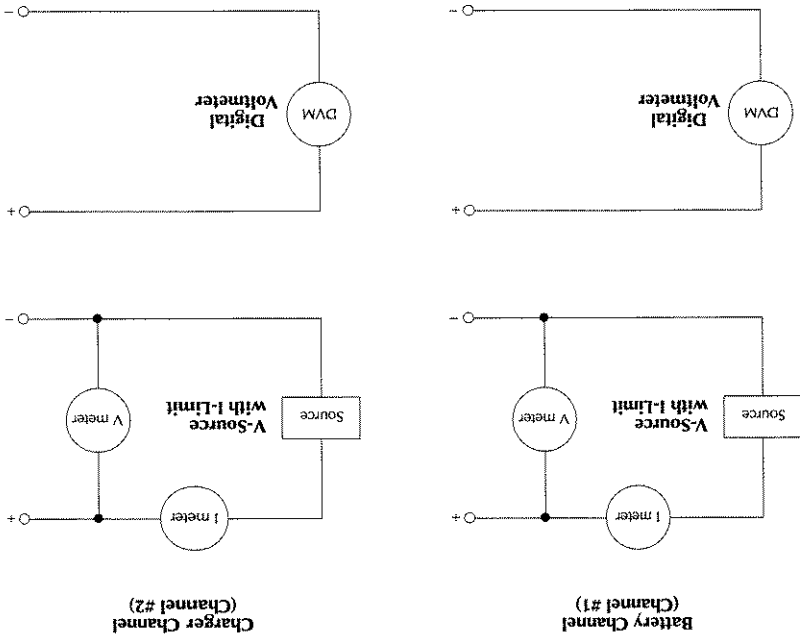 Battery Channel
(Channel #1)
I meter
+
Source
V-Source
with I-Limit
V meter
−
+
DVM
Digital
Voltmeter
−
Charger Channel
(Channel #2)
I meter
+
Source
V-Source
with I-Limit
V meter
−
+
DVM
Digital
Voltmeter
−